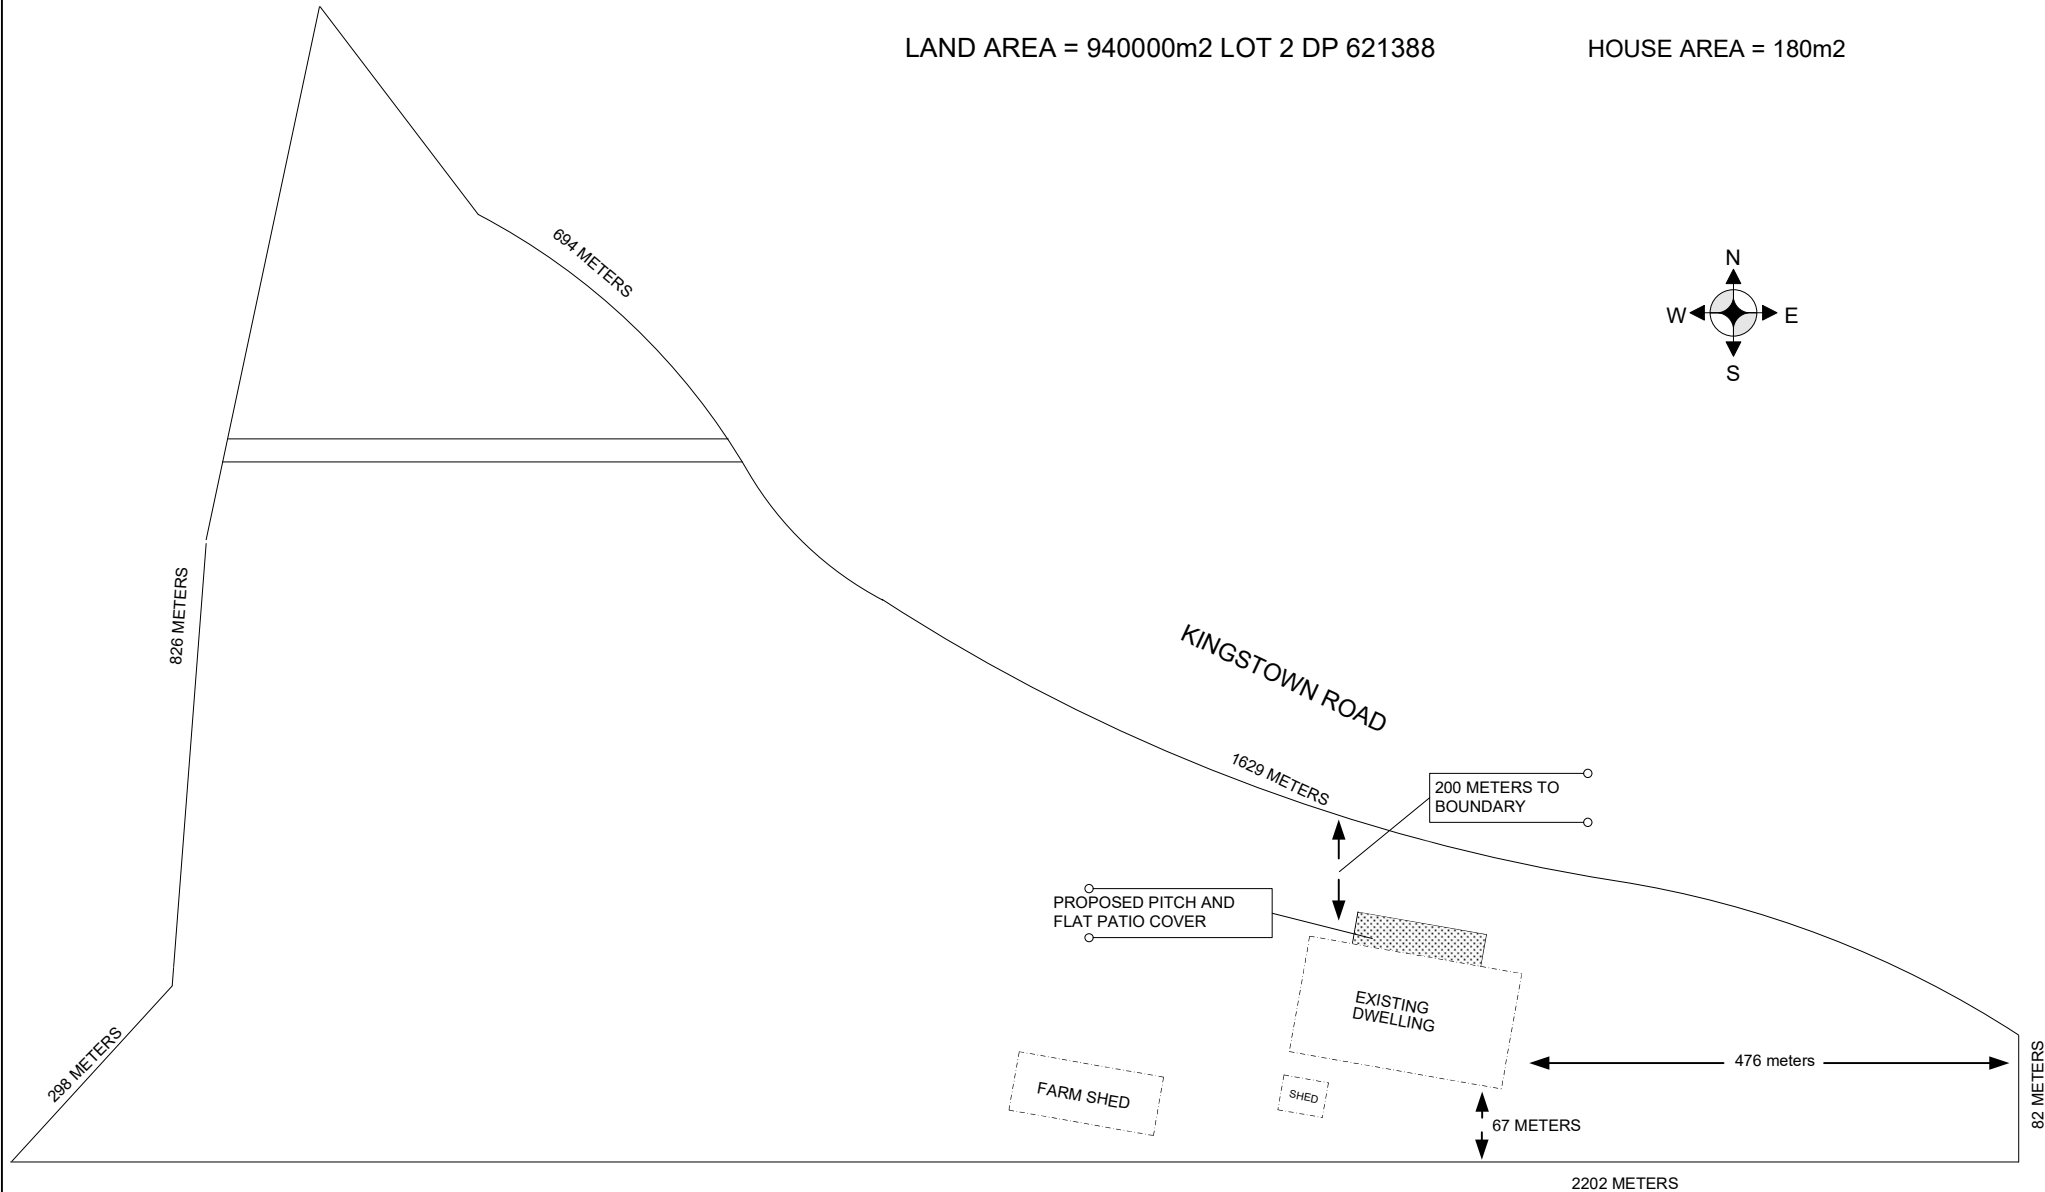 LAND AREA = 940000m2 LOT 2 DP 621388
HOUSE AREA = 180m2
694 METERS
N
W
E
S
826 METERS
KINGSTOWN ROAD
1629 METERS
200 METERS TO
BOUNDARY
PROPOSED PITCH AND
FLAT PATIO COVER
EXISTING
DWELLING
298 METERS
FARM SHED
SHED
476 meters
82 METERS
67 METERS
2202 METERS